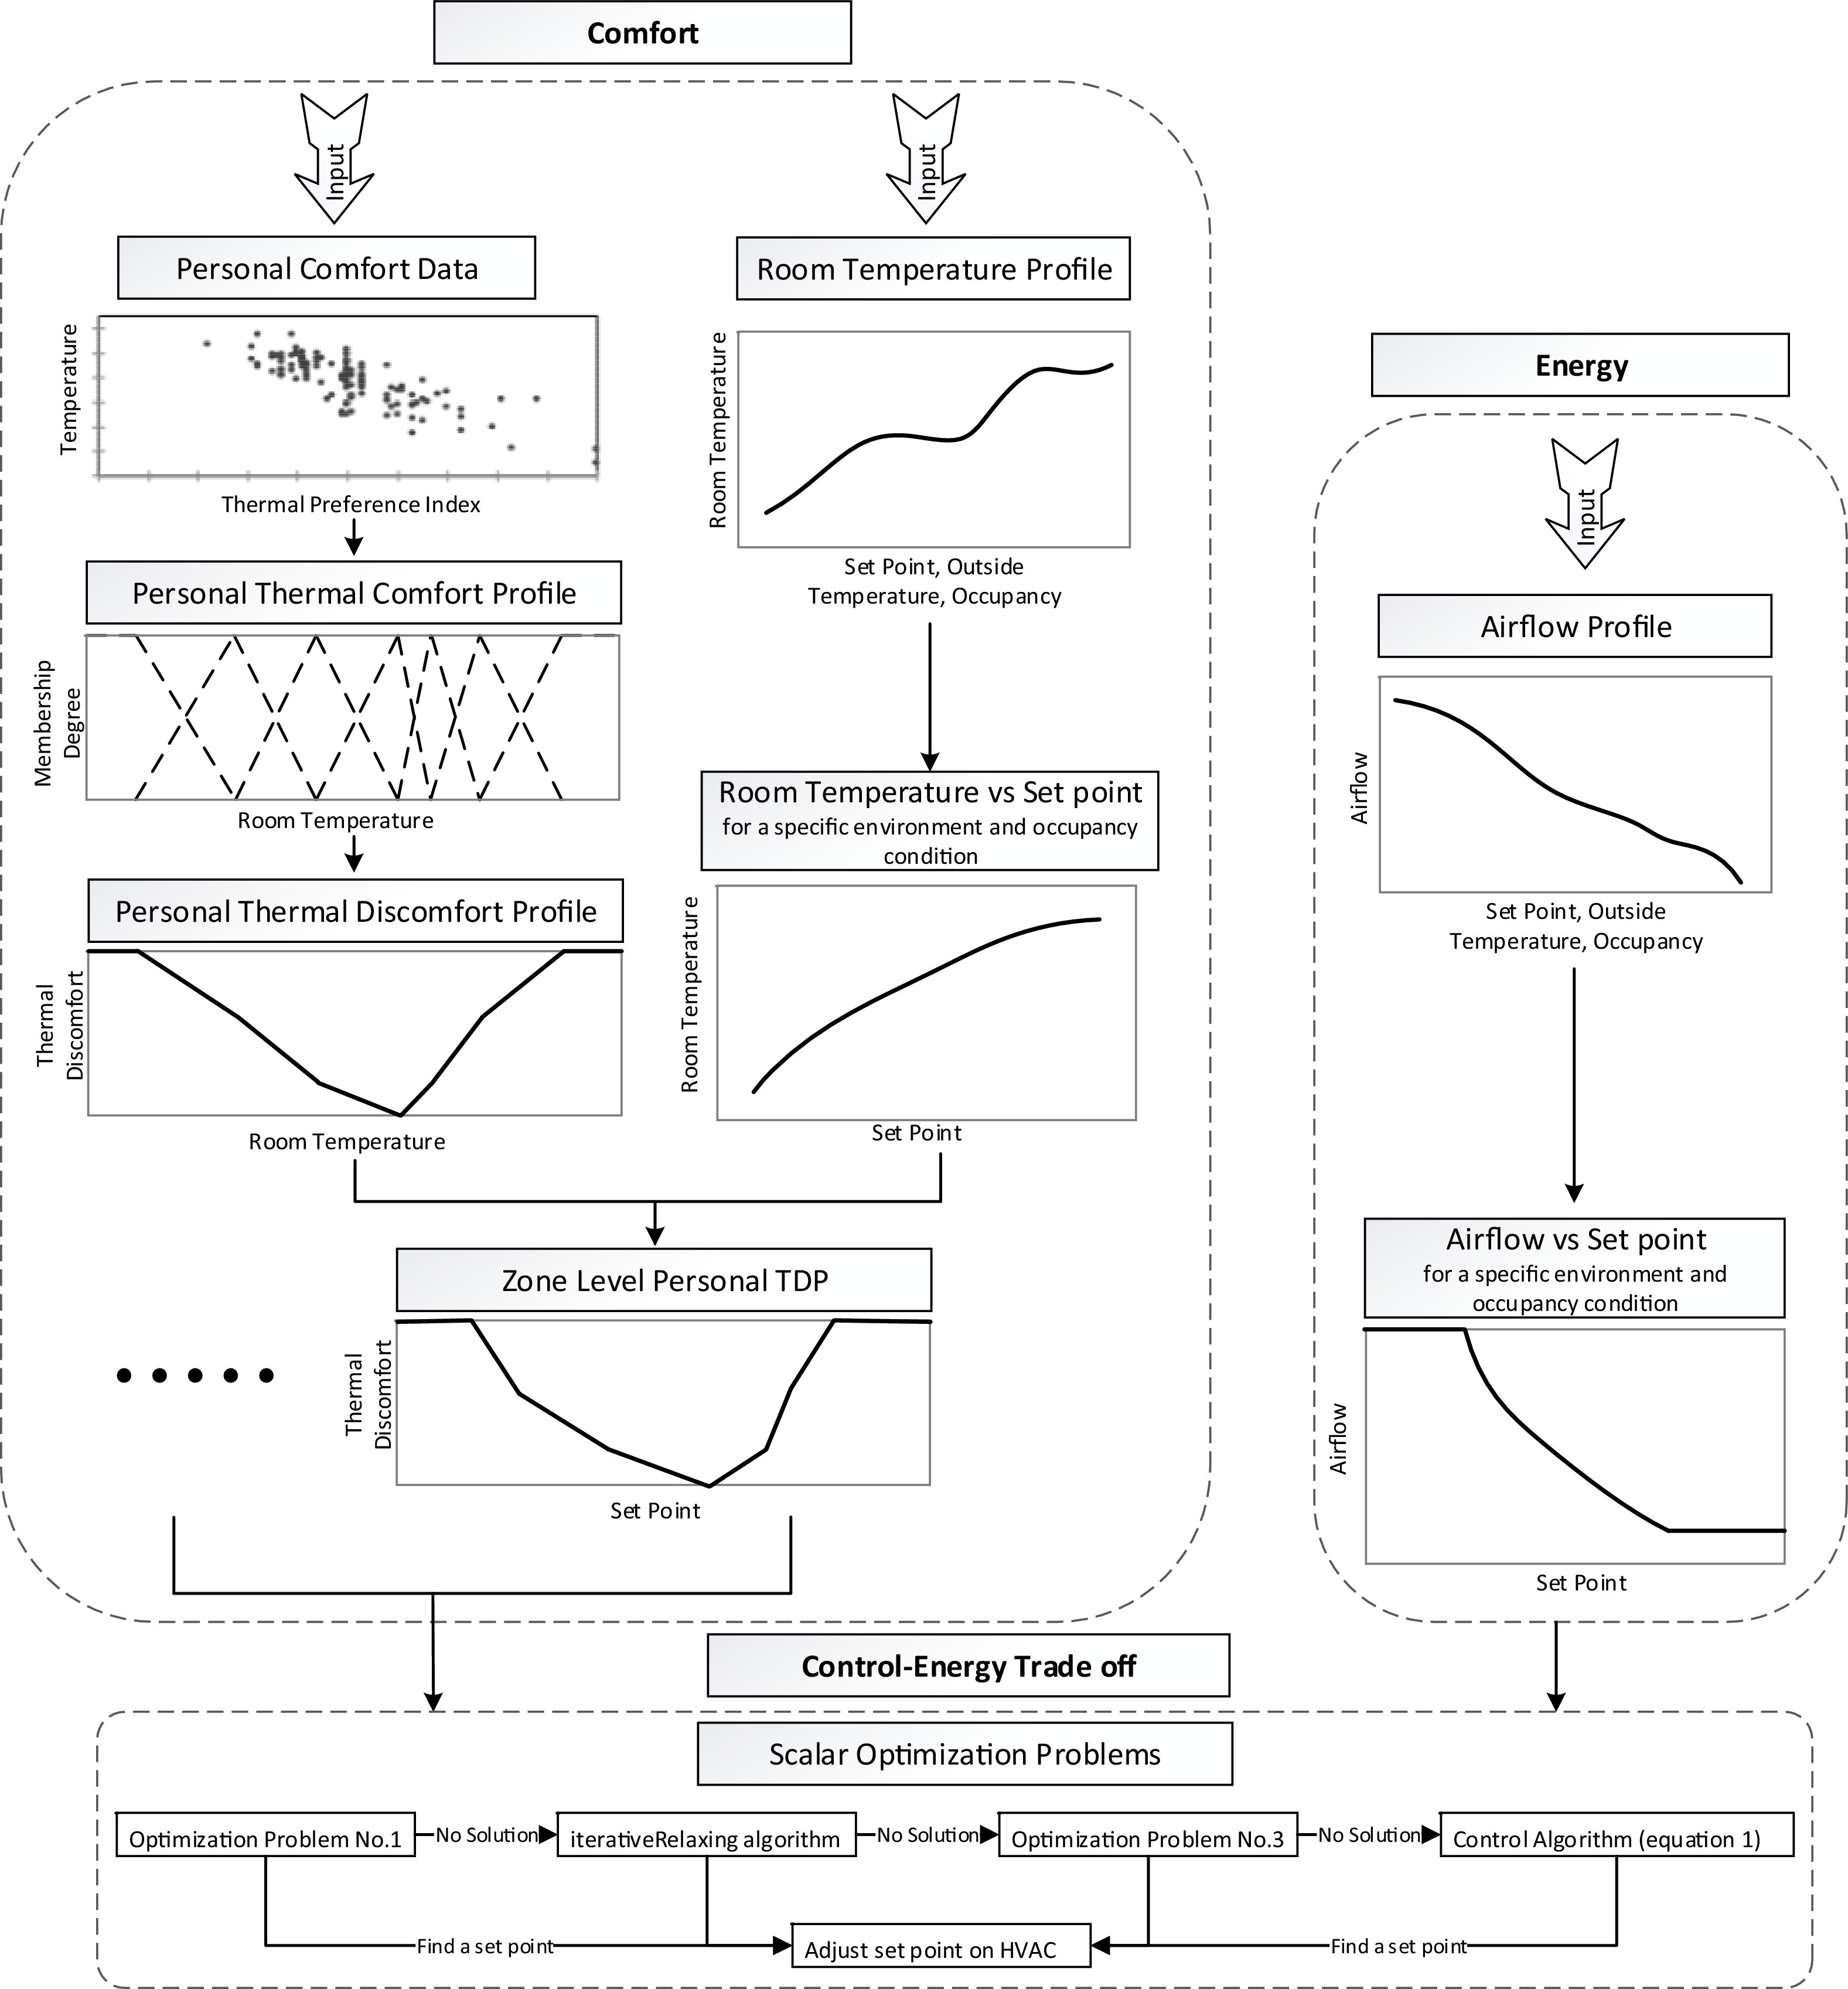 Comfort
Input
Input
Personal Comfort Data
Temperature
Thermal Preference Index
Personal Thermal Comfort Profile
Membership
Degree
Room Temperature
Personal Thermal Discomfort Profile
Thermal
Discomfort
Room Temperature
Room Temperature Profile
Room Temperature
Set Point, Outside
Temperature, Occupancy
Room Temperature vs Set point
for a specific environment and occupancy
condition
Room Temperature
Set Point
Zone Level Personal TDP
Thermal
Discomfort
Set Point
Energy
Input
Airflow Profile
Airflow
Set Point, Outside
Temperature, Occupancy
Airflow vs Set point
for a specific environment and
occupancy condition
Airflow
Set Point
Control-Energy Trade off
Scalar Optimization Problems
Optimization Problem No.1
No Solution
iterativeRelaxing algorithm
No Solution
Optimization Problem No.3
No Solution
Control Algorithm (equation 1)
Find a set point
Adjust set point on HVAC
Find a set point